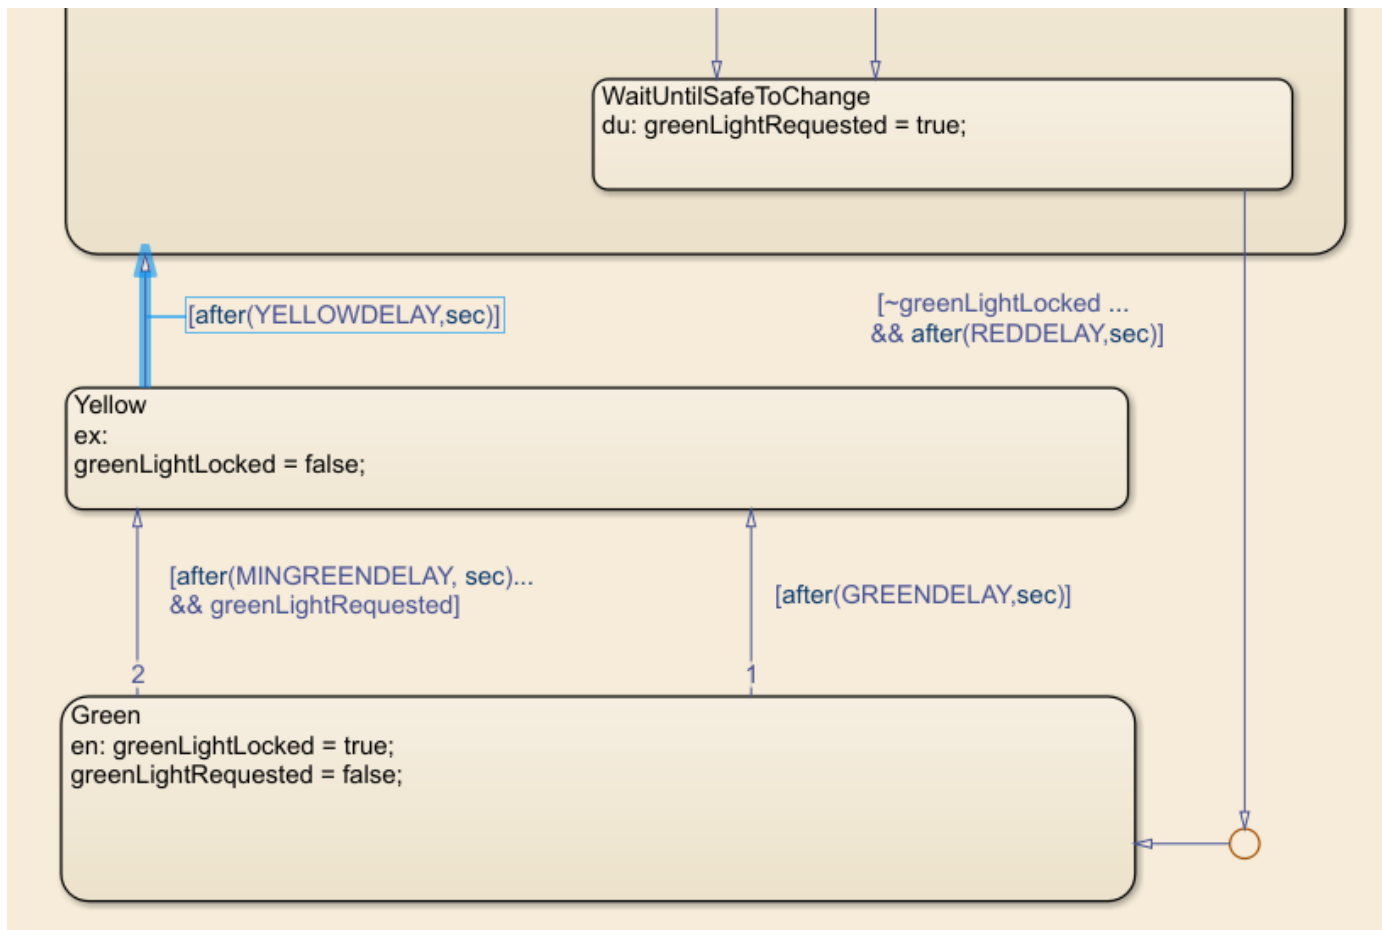 WaitUntilSafeToChange
du: greenLightRequested = true;
[after(YELLOWDELAY,sec)]
[~greenLightLocked ...
&& after(REDDELAY,sec)]
Yellow
ex:
greenLightLocked = false;
[after(MINGREENDELAY, sec)...
&& greenLightRequested]
[after(GREENDELAY,sec)]
2
1
Green
en: greenLightLocked = true;
greenLightRequested = false;